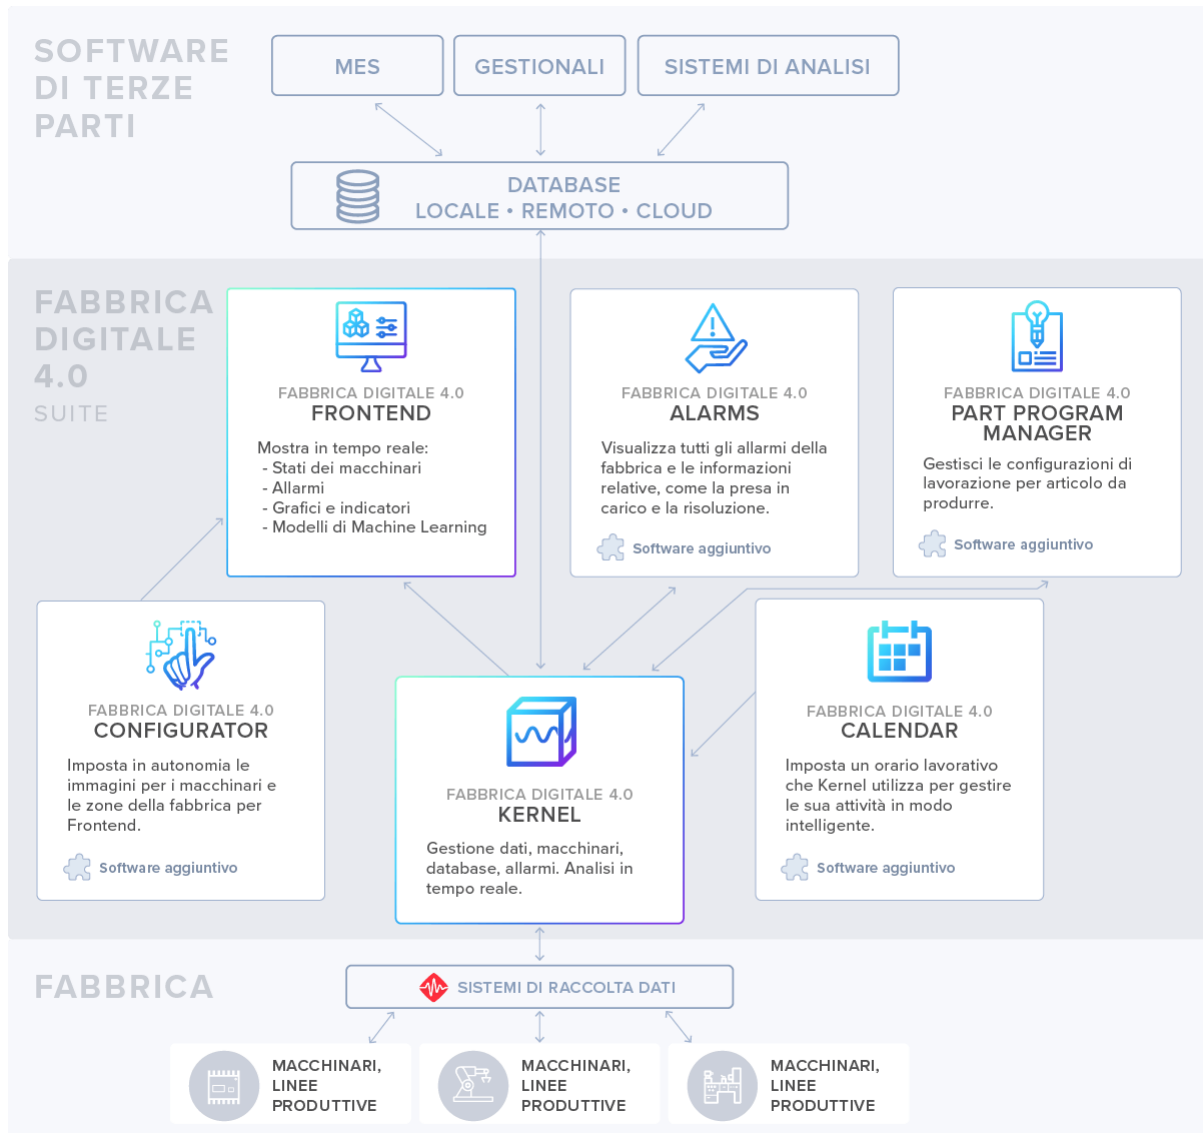 SOFTWARE
DI TERZE
PARTI
MES
GESTIONALI
SISTEMI DI ANALISI
DATABASE
LOCALE • REMOTO • CLOUD
FABBRICA
DIGITALE
4.0
SUITE
FABBRICA DIGITALE 4.0
FRONTEND
Mostra in tempo reale:
- Stati dei macchinari
- Allarmi
- Grafici e indicatori
- Modelli di Machine Learning
FABBRICA DIGITALE 4.0
ALARMS
Visualizza tutti gli allarmi della
fabbrica e le informazioni
relative, come la presa in
carico e la risoluzione.
Software aggiuntivo
FABBRICA DIGITALE 4.0
PART PROGRAM
MANAGER
Gestisci le configurazioni di
lavorazione per articolo da
produrre.
Software aggiuntivo
FABBRICA DIGITALE 4.0
CONFIGURATOR
Imposta in autonomia le
immagini per i macchinari e
le zone della fabbrica per
Frontend.
Software aggiuntivo
FABBRICA DIGITALE 4.0
KERNEL
Gestione dati, macchinari,
database, allarmi. Analisi in
tempo reale.
FABBRICA DIGITALE 4.0
CALENDAR
Imposta un orario lavorativo
che Kernel utilizza per gestire
le sua attività in modo
intelligente.
Software aggiuntivo
FABBRICA
SISTEMI DI RACCOLTA DATI
MACCHINARI,
LINEE
PRODUTTIVE
MACCHINARI,
LINEE
PRODUTTIVE
MACCHINARI,
LINEE
PRODUTTIVE